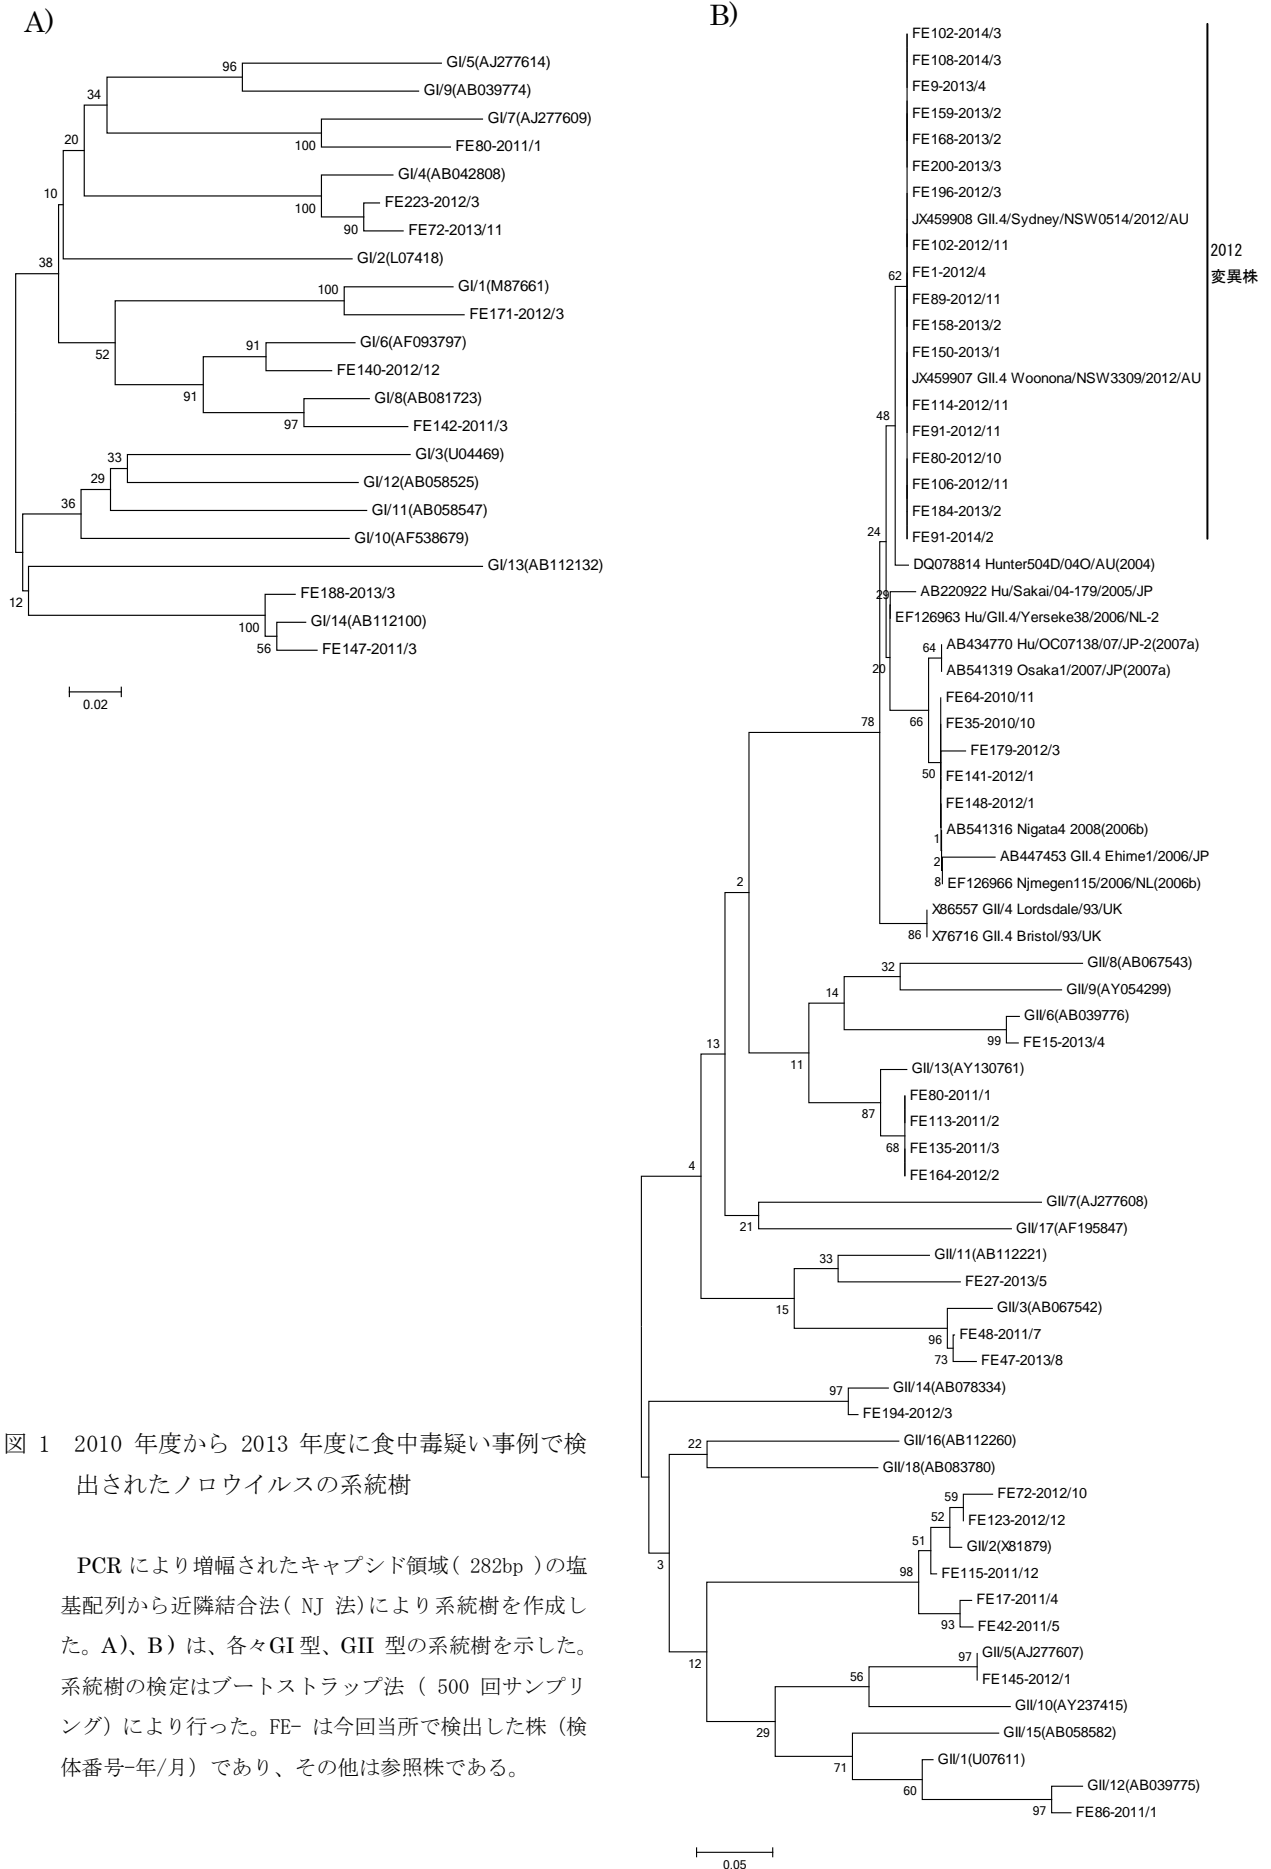 A)
96
GI/5(AJ277614)
GI/9(AB039774)
34
GI/7(AJ277609)
100
FE80-2011/1
20
GI/4(AB042808)
100
FE223-2012/3
90
FE72-2013/11
10
GI/2(L07418)
38
100
GI/1(M87661)
FE171-2012/3
52
91
GI/6(AF093797)
FE140-2012/12
91
GI/8(AB081723)
97
FE142-2011/3
33
GI/3(U04469)
29
GI/12(AB058525)
36
GI/11(AB058547)
GI/10(AF538679)
GI/13(AB112132)
12
FE188-2013/3
100
GI/14(AB112100)
56
FE147-2011/3
0.02
B)
FE102-2014/3
FE108-2014/3
FE9-2013/4
FE159-2013/2
FE168-2013/2
FE200-2013/3
FE196-2012/3
JX459908 GII.4/Sydney/NSW0514/2012/AU
FE102-2012/11
2012
変異株
62
FE1-2012/4
FE89-2012/11
FE158-2013/2
FE150-2013/1
JX459907 GII.4 Woonona/NSW3309/2012/AU
FE114-2012/11
48
FE91-2012/11
FE80-2012/10
FE106-2012/11
FE184-2013/2
24
FE91-2014/2
DQ078814 Hunter504D/04O/AU(2004)
29
AB220922 Hu/Sakai/04-179/2005/JP
EF126963 Hu/GII.4/Yerseke38/2006/NL-2
64
AB434770 Hu/OC07138/07/JP-2(2007a)
20
AB541319 Osaka1/2007/JP(2007a)
FE64-2010/11
78
66
FE35-2010/10
FE179-2012/3
50
FE141-2012/1
FE148-2012/1
AB541316 Nigata4 2008(2006b)
1
AB447453 GII.4 Ehime1/2006/JP
2
8
EF126966 Njmegen115/2006/NL(2006b)
2
X86557 GII/4 Lordsdale/93/UK
86
X76716 GII.4 Bristol/93/UK
32
GII/8(AB067543)
GII/9(AY054299)
14
GII/6(AB039776)
99
FE15-2013/4
13
11
GII/13(AY130761)
FE80-2011/1
87
FE113-2011/2
68
FE135-2011/3
FE164-2012/2
4
GII/7(AJ277608)
21
GII/17(AF195847)
33
GII/11(AB112221)
FE27-2013/5
15
GII/3(AB067542)
96
FE48-2011/7
73
FE47-2013/8
97
GII/14(AB078334)
FE194-2012/3
22
GII/16(AB112260)
GII/18(AB083780)
59
FE72-2012/10
52
FE123-2012/12
51
GII/2(X81879)
3
98
FE115-2011/12
FE17-2011/4
93
FE42-2011/5
12
97
GII/5(AJ277607)
56
FE145-2012/1
GII/10(AY237415)
29
GII/15(AB058582)
71
GII/1(U07611)
60
GII/12(AB039775)
97
FE86-2011/1
0.05
図 1 2010 年度から 2013 年度に食中毒疑い事例で検
出されたノロウイルスの系統樹
PCR により増幅されたキャプシド領域( 282bp )の塩
基配列から近隣結合法( NJ 法)により系統樹を作成し
た。A)、B) は、各々GI 型、GII 型の系統樹を示した。
系統樹の検定はブートストラップ法 ( 500 回サンプリ
ング) により行った。FE- は今回当所で検出した株 (検
体番号-年/月) であり、その他は参照株である。